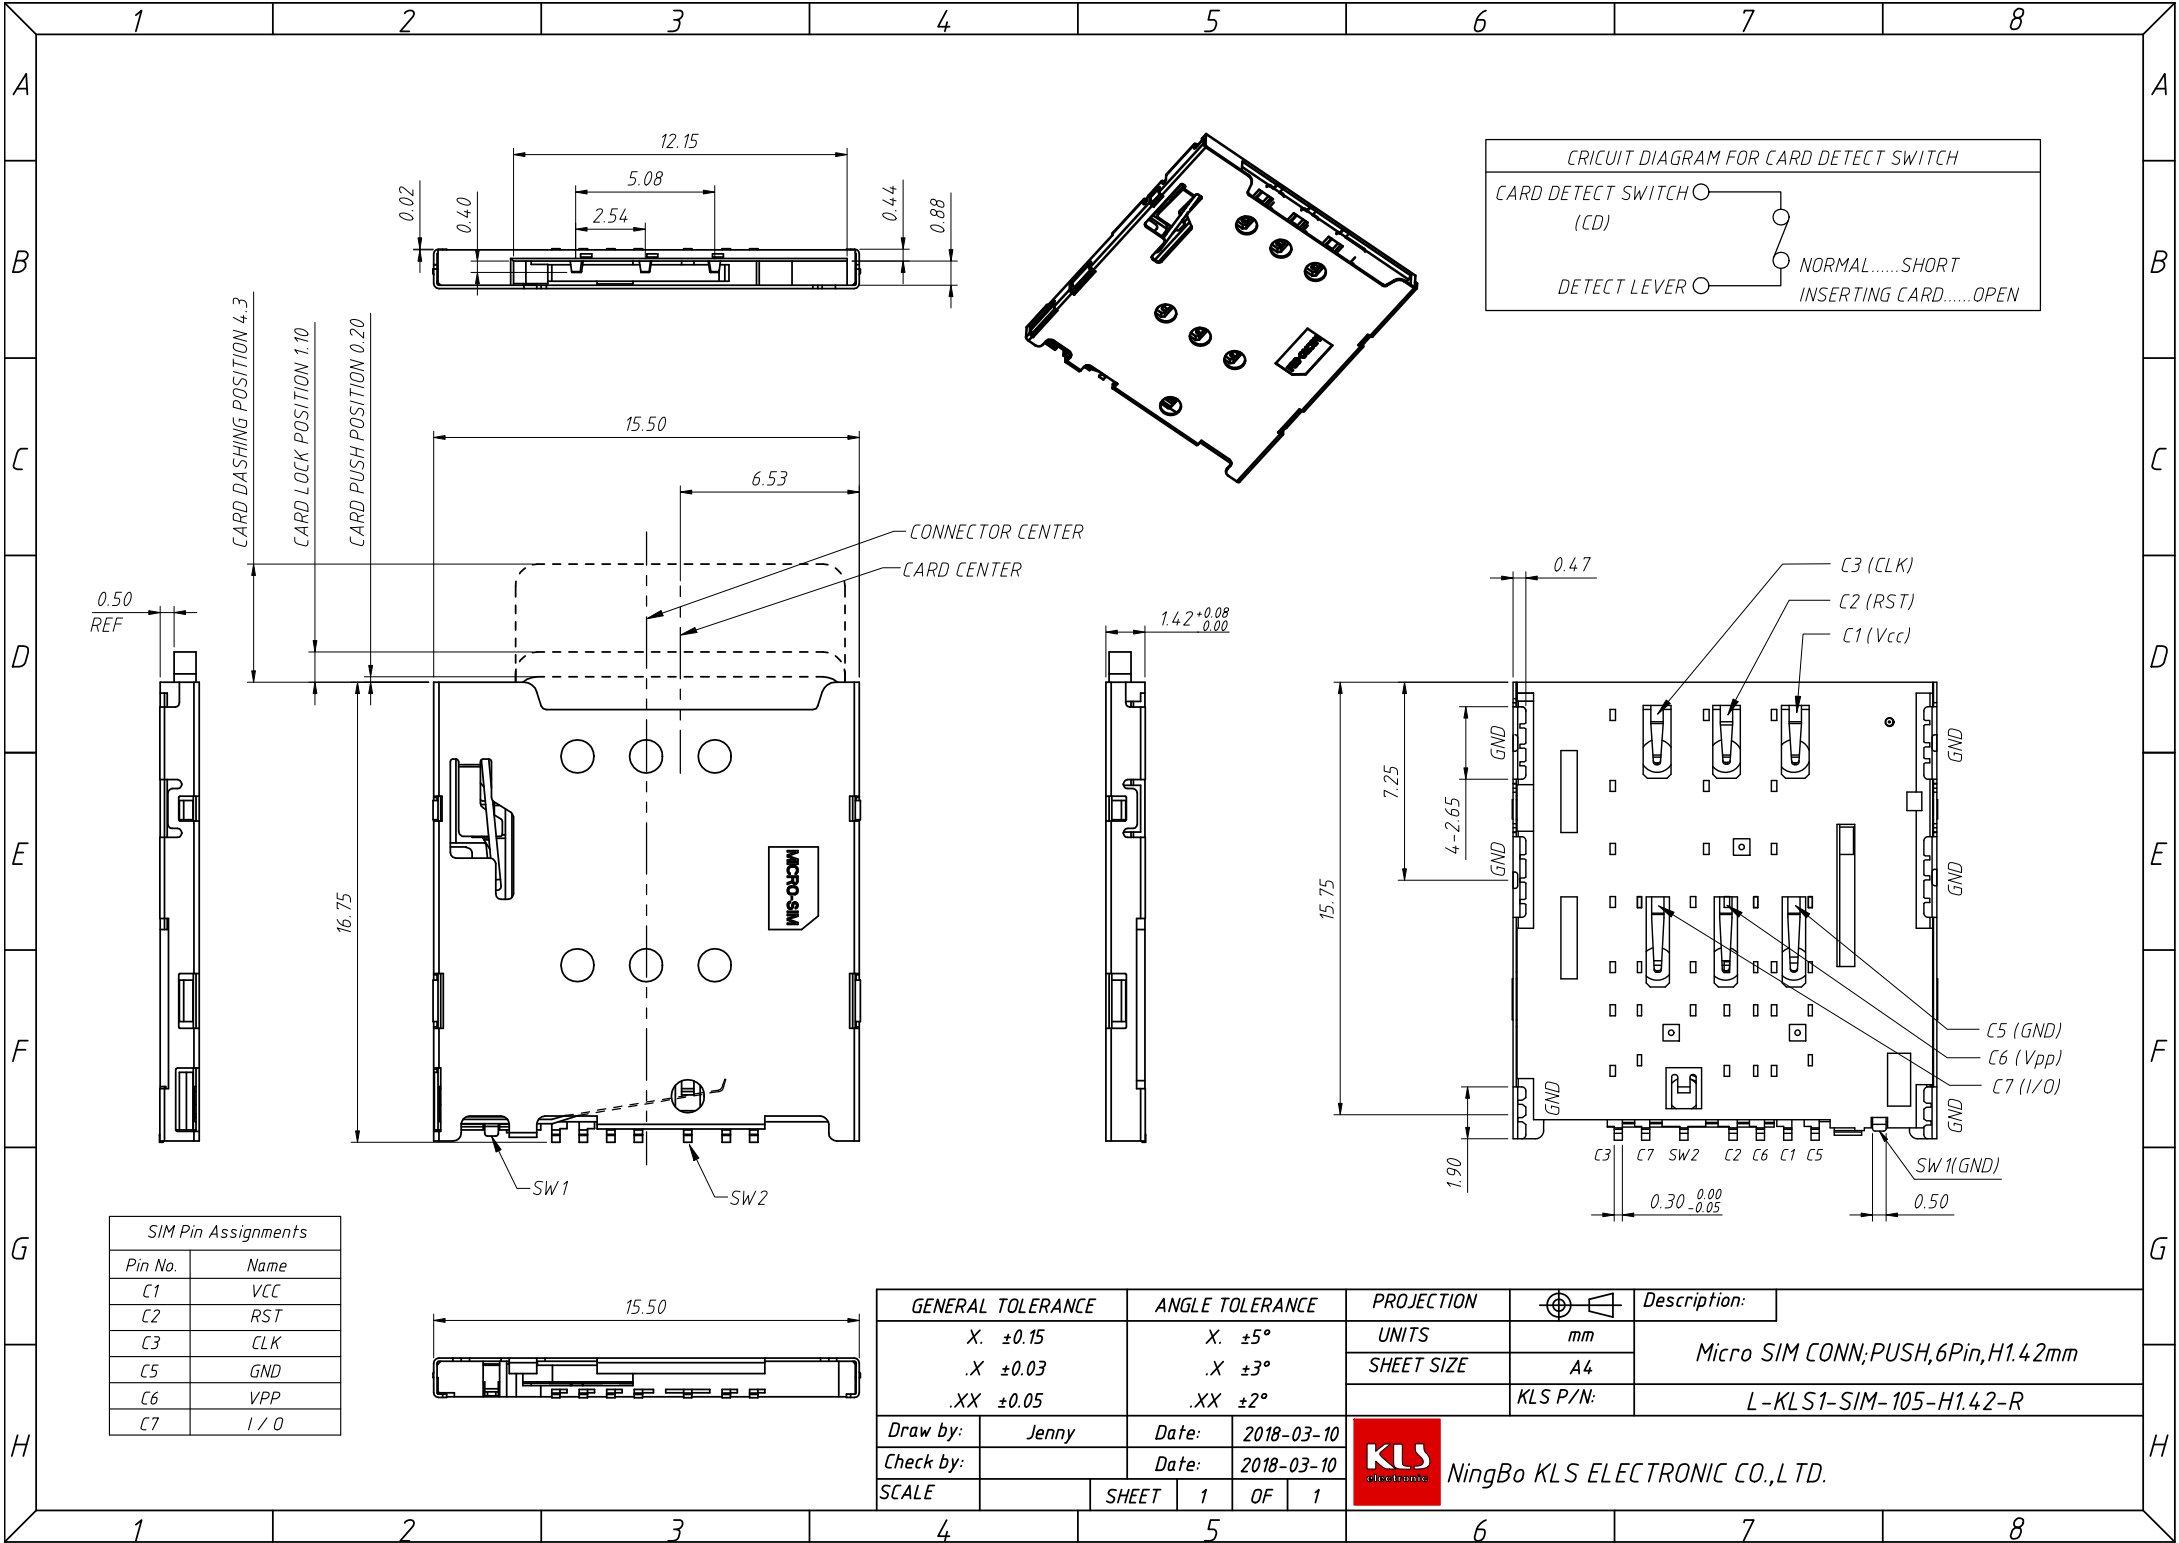 1 2 3 4 5 6 7 8
A A
B B
C C
D D
E E
F F
G G
H H
12.15
5.08
2.54
0.02
0.40
0.44
0.88
CRICUIT DIAGRAM FOR CARD DETECT SWITCH
CARD DETECT SWITCH
(CD)
DETECT LEVER
NORMAL.....SHORT
INSERTING CARD.....OPEN
CARD DASHING POSITION 4.3
CARD LOCK POSITION 1.10
CARD PUSH POSITION 0.20
15.50
6.53
CONNECTOR CENTER
CARD CENTER
0.50
REF
16.75
MICRO-SIM
MICRO-SIM
SW1
SW2
1.42 +0.08
0.00
0.47
C3 (CLK)
C2 (RST)
C1 (Vcc)
15.75
7.25
4-2.65
GND
GND
GND
GND
GND
GND
C5 (GND)
C6 (Vpp)
C7 (I/O)
1.90
C3 C7 SW2 C2 C6 C1 C5
SW1(GND)
0.30 0.00
-0.05
0.50
SIM Pin Assignments
Pin No. Name
C1 VCC
C2 RST
C3 CLK
C5 GND
C6 VPP
C7 I / O
15.50
GENERAL TOLERANCE ANGLE TOLERANCE
X. ±0.15 X. ±5°
.X ±0.03 .X ±3°
.XX ±0.05 .XX ±2°
Draw by: Jenny Date: 2018-03-10
Check by: Date: 2018-03-10
SCALE SHEET 1 OF 1
PROJECTION Description:
UNITS mm
Micro SIM CONN;PUSH,6Pin,H1.42mm
SHEET SIZE A4
KLS P/N: L-KLS1-SIM-105-H1.42-R
KLS
electronic
NingBo KLS ELECTRONIC CO.,LTD.
1 2 3 4 5 6 7 8